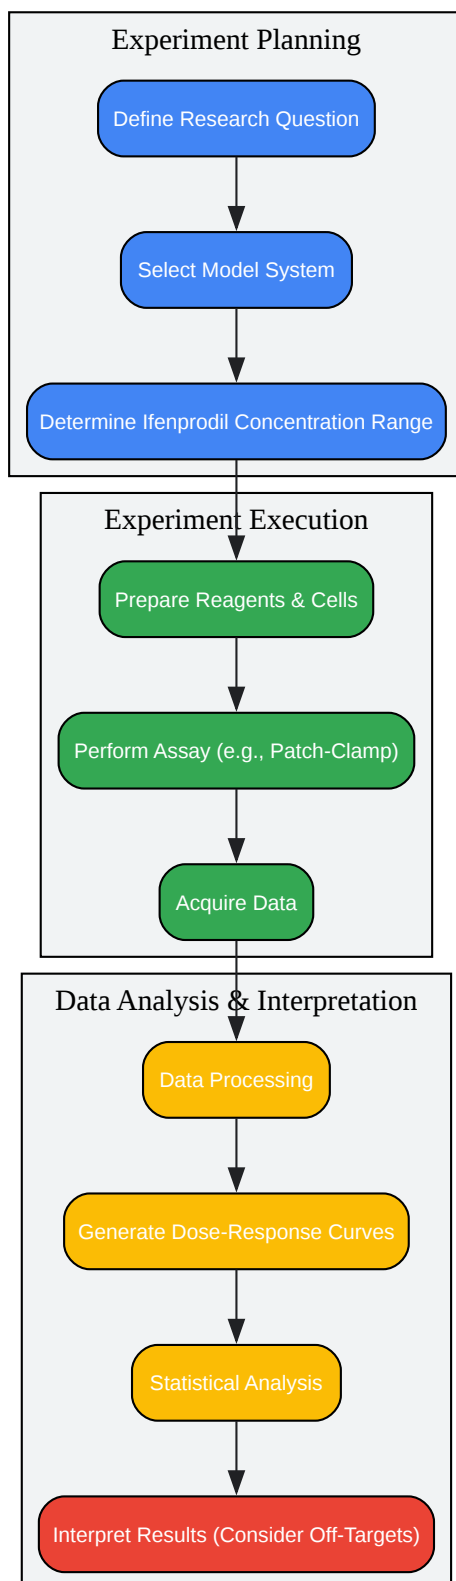 Experiment Planning
Define Research Question
Select Model System
Determine Ifenprodil Concentration Range
Experiment Execution
Prepare Reagents & Cells
Perform Assay (e.g., Patch-Clamp)
Acquire Data
Data Analysis & Interpretation
Data Processing
Generate Dose-Response Curves
Statistical Analysis
Interpret Results (Consider Off-Targets)